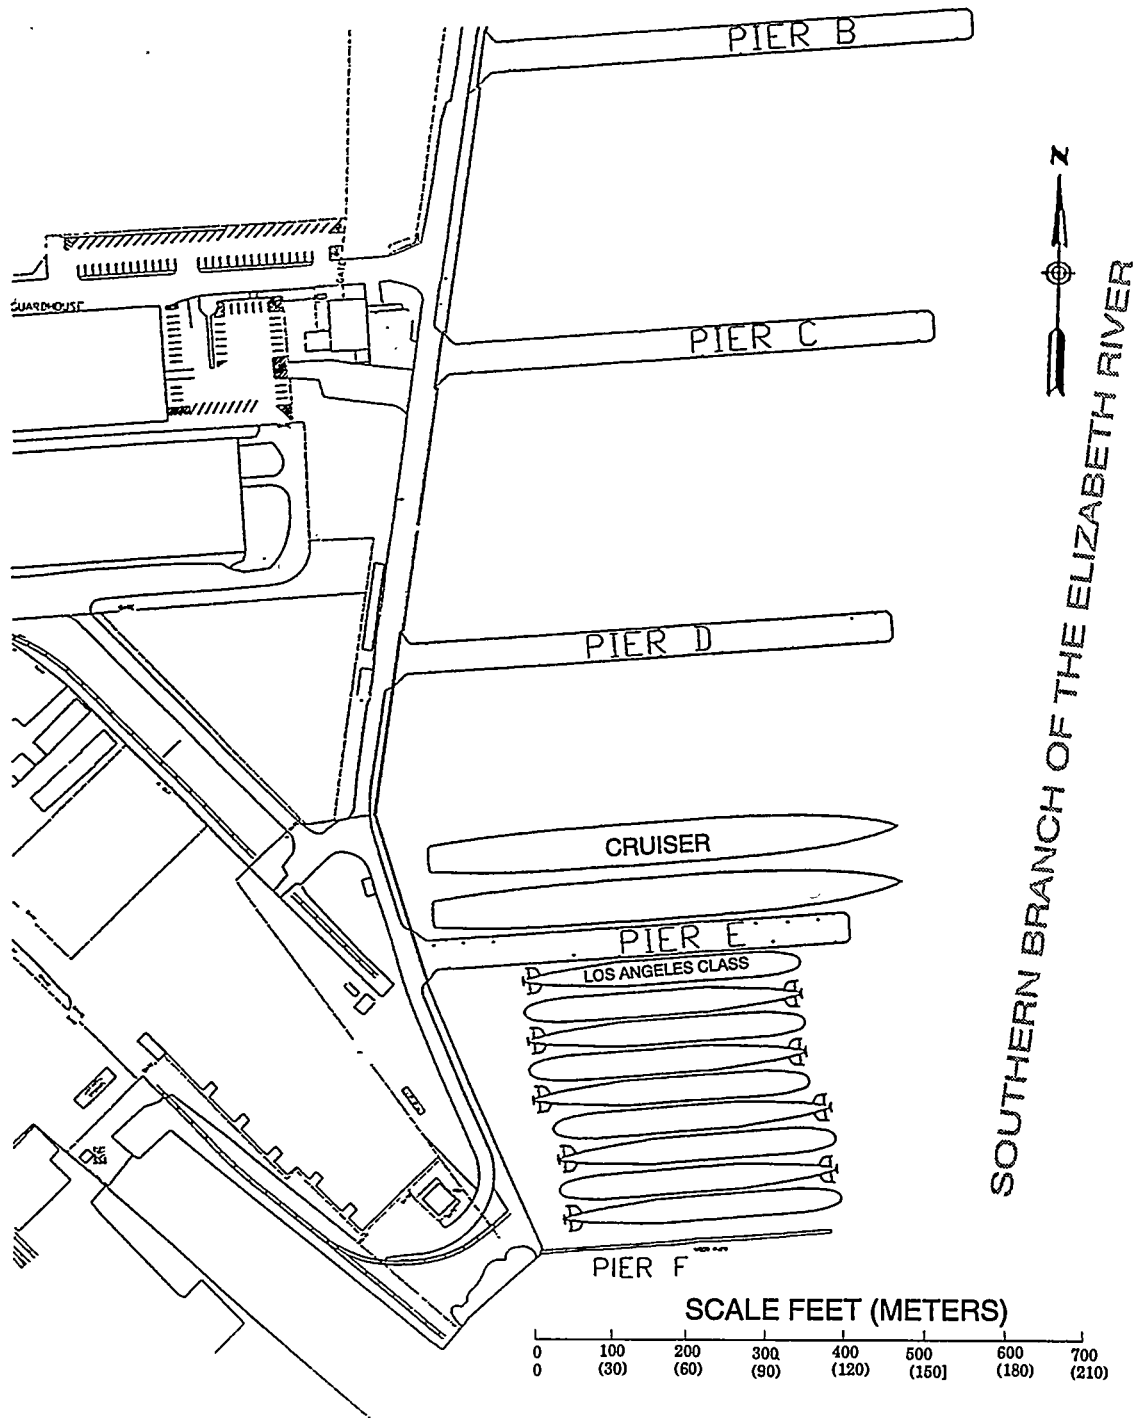 PIER B
N
GUARDHOUSE
PIER C
SOUTHERN BRANCH OF THE ELIZABETH RIVER
PIER D
CRUISER
PIER E
LOS ANGELES CLASS
PIER F
SCALE FEET (METERS)
0 100 200 300 400 500 600 700
0 (30) (60) (90) (120) (150] (180) (210)